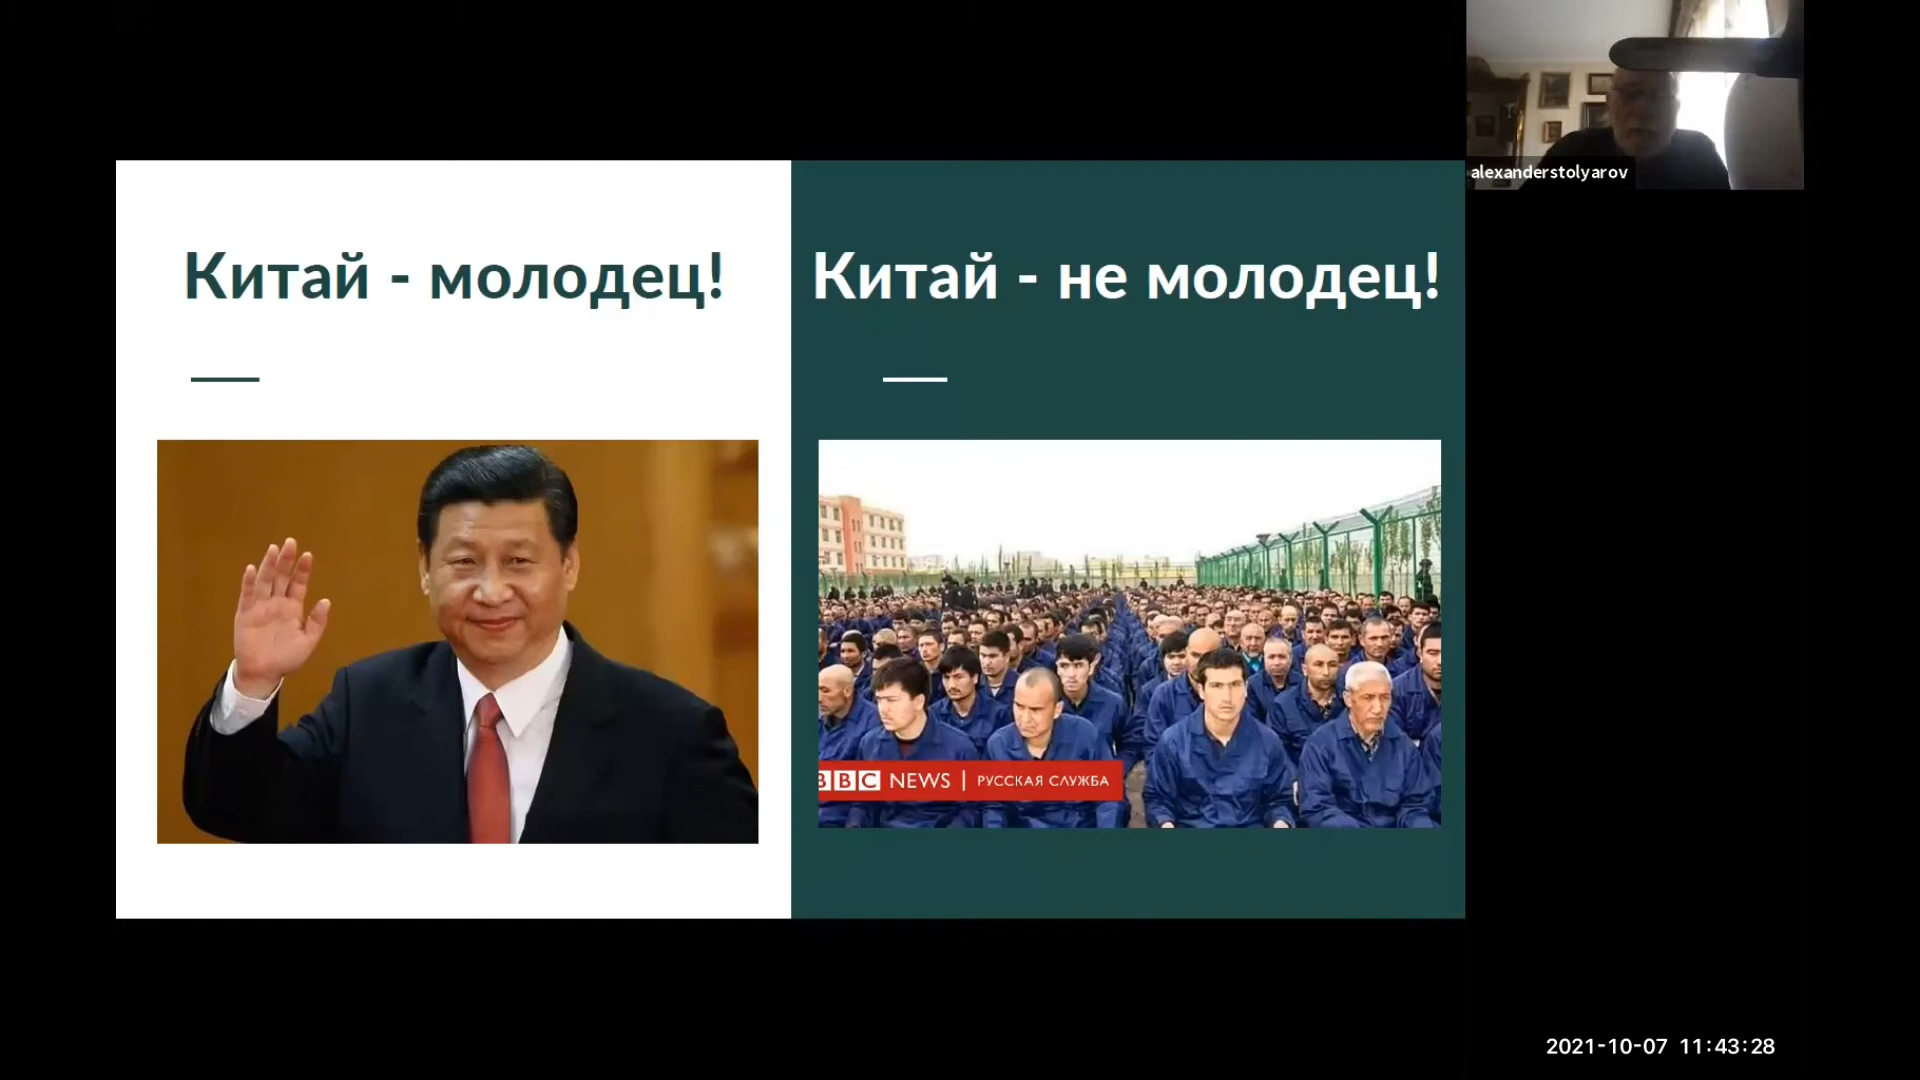 alexanderstolyarov
Китай - молодец!
Китай - не молодец!
BBC NEWS | РУССКАЯ СЛУЖБА
2021-10-07 11:43:28